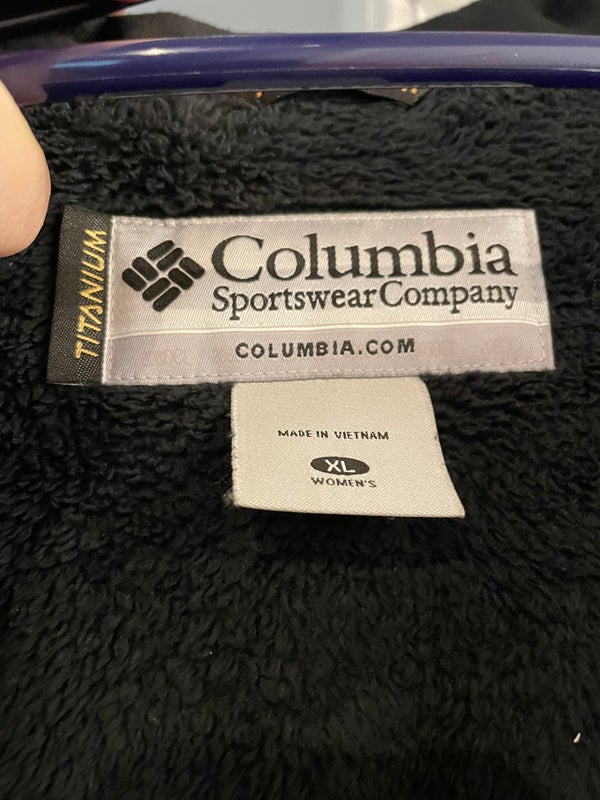 TITANIUM
Columbia
Sportswear Company
COLUMBIA.COM
MADE IN VIETNAM
XL
WOMEN'S